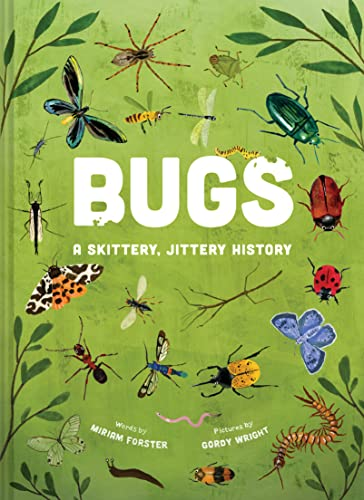 BUGS
A SKITTERY, JITTERY HISTORY
Words by
MIRIAM FORSTER
Pictures by
GORDY WRIGHT